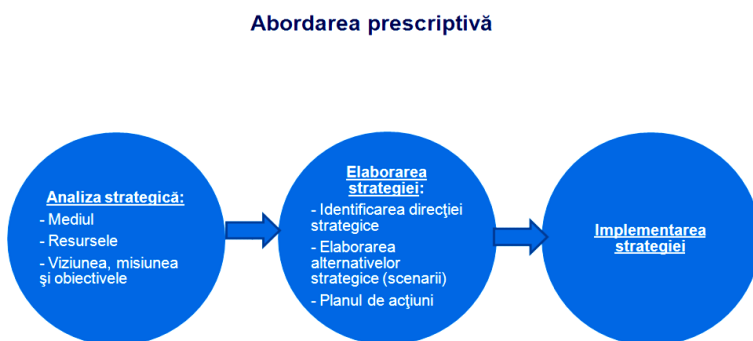 Abordarea prescriptivă
Analiza strategică:
- Mediul
- Resursele
- Viziunea, misiunea
şi obiectivele
Elaborarea
strategiei:
- Identificarea direcţiei
strategice
- Elaborarea
alternativelor
strategice (scenarii)
- Planul de acţiuni
Implementarea
strategiei